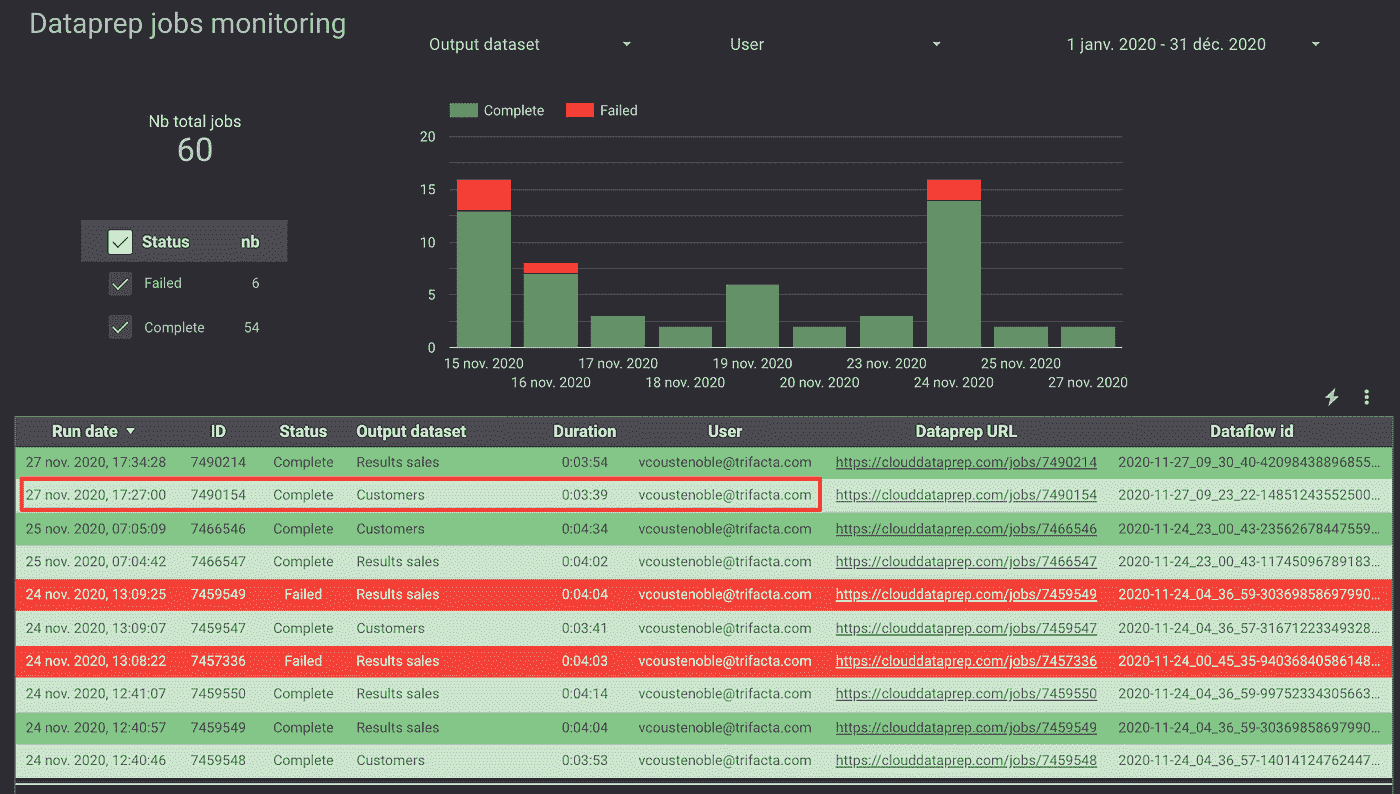 Dataprep jobs monitoring
Output dataset User 1 janv. 2020 - 31 déc. 2020
Nb total jobs
60
Status nb
Failed 6
Complete 54
Complete Failed
20
15
10
5
0
15 nov. 2020 17 nov. 2020 19 nov. 2020 23 nov. 2020 25 nov. 2020
16 nov. 2020 18 nov. 2020 20 nov. 2020 24 nov. 2020 27 nov. 2020
Run date ID Status Output dataset Duration User Dataprep URL Dataflow id
27 nov. 2020, 17:34:28 7490214 Complete Results sales 0:03:54 vcoustenoble@trifacta.com https://clouddataprep.com/jobs/7490214 2020-11-27_09_30_40-42098438896855...
27 nov. 2020, 17:27:00 7490154 Complete Customers 0:03:39 vcoustenoble@trifacta.com https://clouddataprep.com/jobs/7490154 2020-11-27_09_23_22-14851243552500...
25 nov. 2020, 07:05:09 7466546 Complete Customers 0:04:34 vcoustenoble@trifacta.com https://clouddataprep.com/jobs/7466546 2020-11-24_23_00_43-23562678447559...
25 nov. 2020, 07:04:42 7466547 Complete Results sales 0:04:02 vcoustenoble@trifacta.com https://clouddataprep.com/jobs/7466547 2020-11-24_23_00_43-11745096789183...
24 nov. 2020, 13:09:25 7459549 Failed Results sales 0:04:04 vcoustenoble@trifacta.com https://clouddataprep.com/jobs/7459549 2020-11-24_04_36_59-30369858697990...
24 nov. 2020, 13:09:07 7459547 Complete Customers 0:03:41 vcoustenoble@trifacta.com https://clouddataprep.com/jobs/7459547 2020-11-24_04_36_57-31671223349328...
24 nov. 2020, 13:08:22 7457336 Failed Results sales 0:04:03 vcoustenoble@trifacta.com https://clouddataprep.com/jobs/7457336 2020-11-24_00_45_35-94036840586148...
24 nov. 2020, 12:41:07 7459550 Complete Results sales 0:04:14 vcoustenoble@trifacta.com https://clouddataprep.com/jobs/7459550 2020-11-24_04_36_59-99752334305663...
24 nov. 2020, 12:40:57 7459549 Complete Results sales 0:04:04 vcoustenoble@trifacta.com https://clouddataprep.com/jobs/7459549 2020-11-24_04_36_59-30369858697990...
24 nov. 2020, 12:40:46 7459548 Complete Customers 0:03:53 vcoustenoble@trifacta.com https://clouddataprep.com/jobs/7459548 2020-11-24_04_36_57-14014124762447...